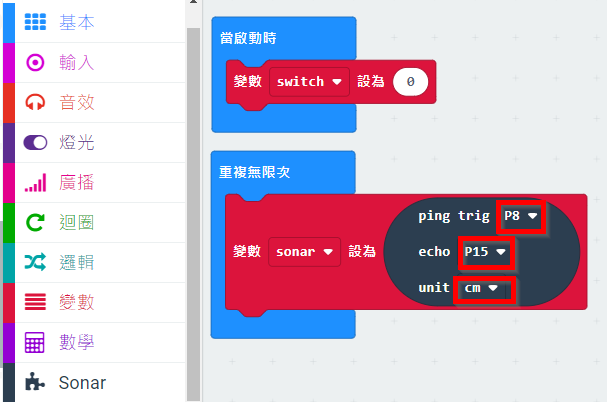 基本
輸入
音效
燈光
廣播
迴圈
邏輯
變數
數學
Sonar
當啟動時
變數 switch 設為 0
重複無限次
變數 sonar 設為
ping trig P8
echo P15
unit cm